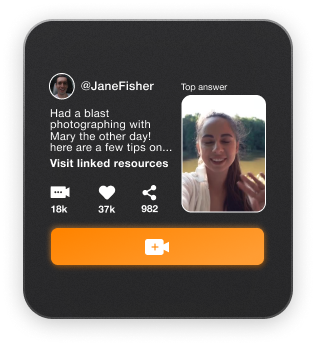 @JaneFisher
Had a blast
photographing with
Mary the other day!
here are a few tips on...
Visit linked resources
18k
37k
982
Top answer